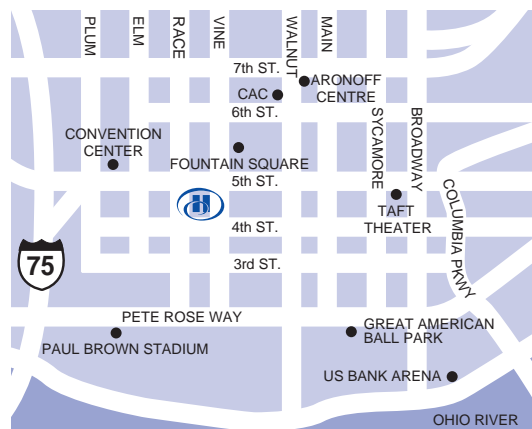 PLUM
ELM
RACE
VINE
WALNUT
MAIN
7TH ST.
ARONOFF
CENTRE
CAC
6TH ST.
SYCAMORE
BROADWAY
CONVENTION
CENTER
FOUNTAIN SQUARE
5TH ST.
COLUMBIA PKWY
H
TAFT
THEATER
4TH ST.
3RD ST.
75
PETE ROSE WAY
GREAT AMERICAN
BALL PARK
PAUL BROWN STADIUM
US BANK ARENA
OHIO RIVER